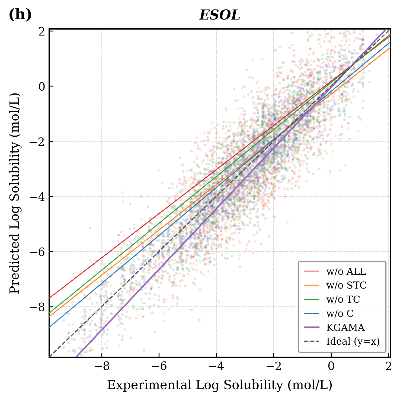 (h)
ESOL
2
0
−2
−4
−6
−8
Predicted Log Solubility (mol/L)
w/o ALL
w/o STC
w/o TC
w/o C
KGAMA
Ideal (y=x)
−8
−6
−4
−2
0
2
Experimental Log Solubility (mol/L)